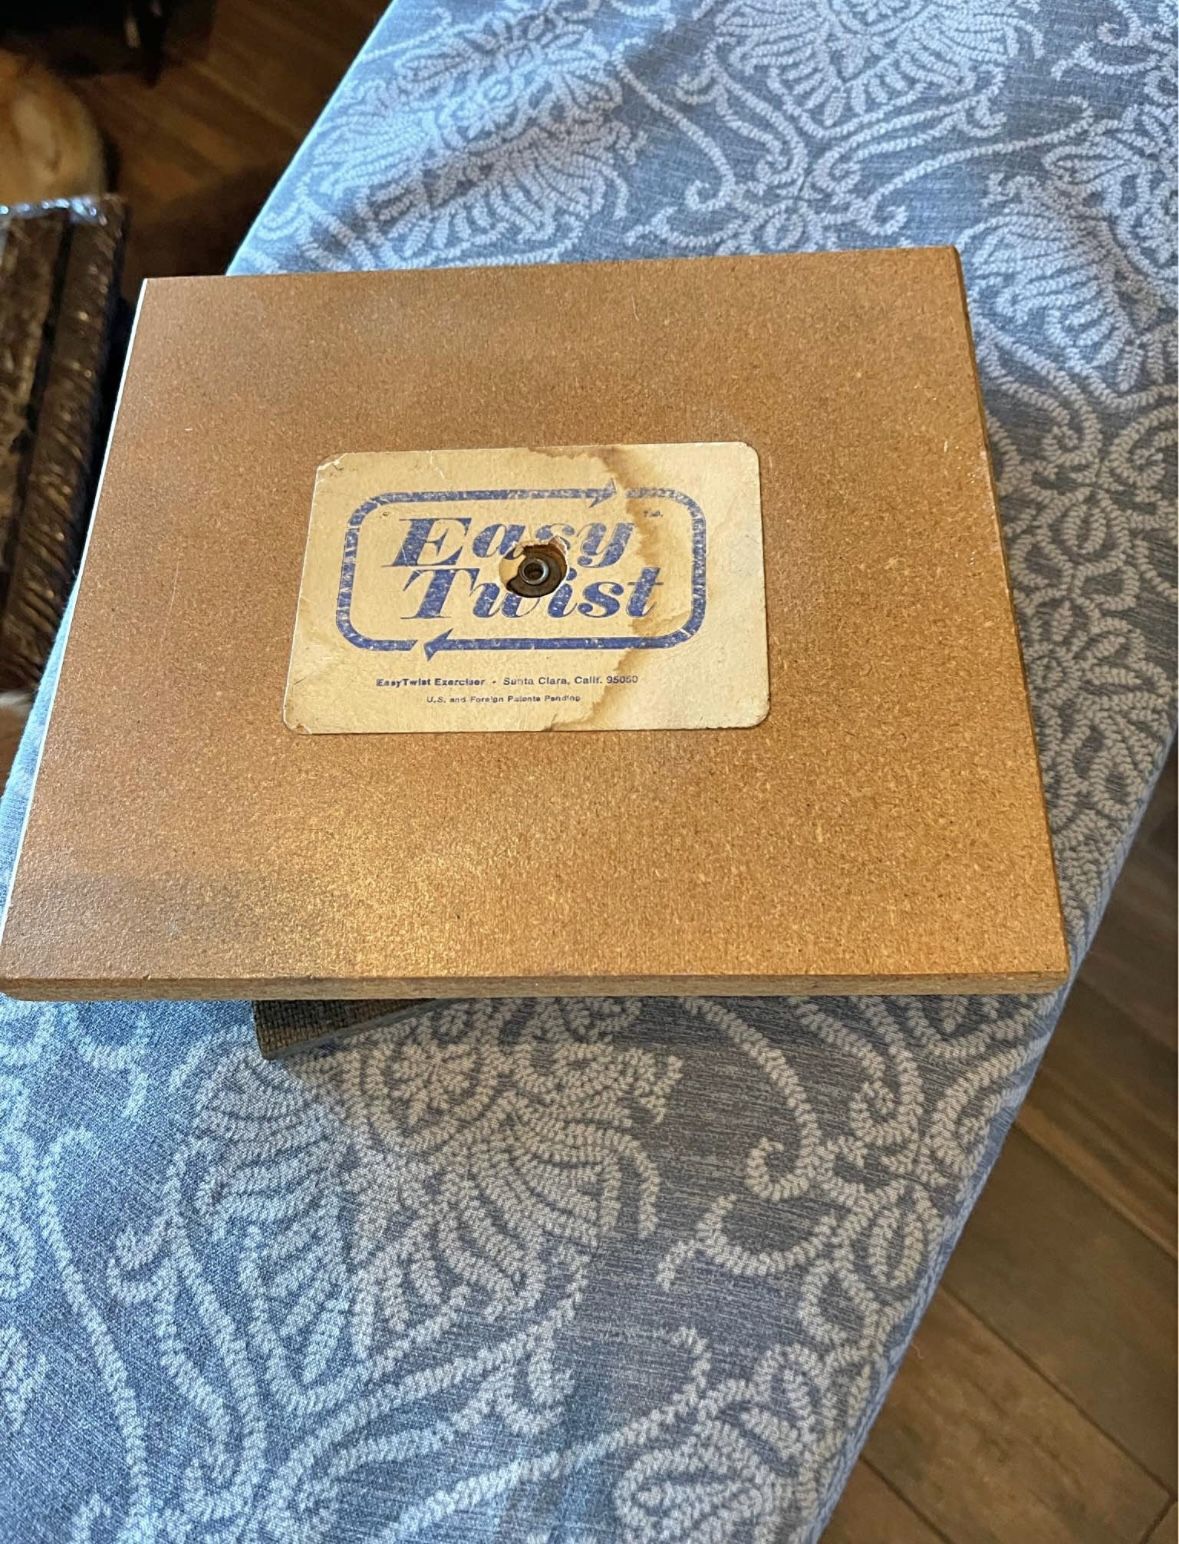 Easy
Twist
EasyTwist Exerciser • Santa Clara, Calif. 95050
U.S. and Foreign Patents Pending